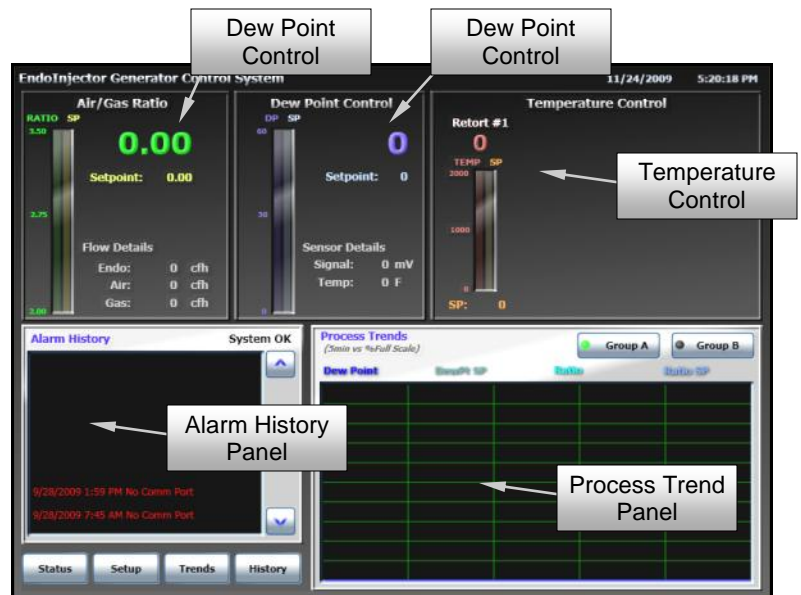 Dew Point
Control
Dew Point
Control
EndoInjector Generator Control System
11/24/2009 5:20:18 PM
Air/Gas Ratio
RATIO SP
3.50
0.00
Setpoint: 0.00
2.75
Flow Details
Endo: 0 cfh
Air: 0 cfh
Gas: 0 cfh
2.00
Dew Point Control
DP SP
60
0
Setpoint: 0
30
Sensor Details
Signal: 0 mV
Temp: 0 F
0
Temperature Control
Retort #1
0
TEMP SP
2000
1000
0
SP: 0
Temperature
Control
Alarm History
System OK
9/28/2009 1:59 PM No Comm Port
9/28/2009 7:45 AM No Comm Port
Alarm History
Panel
Status Setup Trends History
Process Trends
(5min vs %Full Scale)
Group A Group B
Dew Point DewPt SP Ratio Ratio SP
Process Trend
Panel